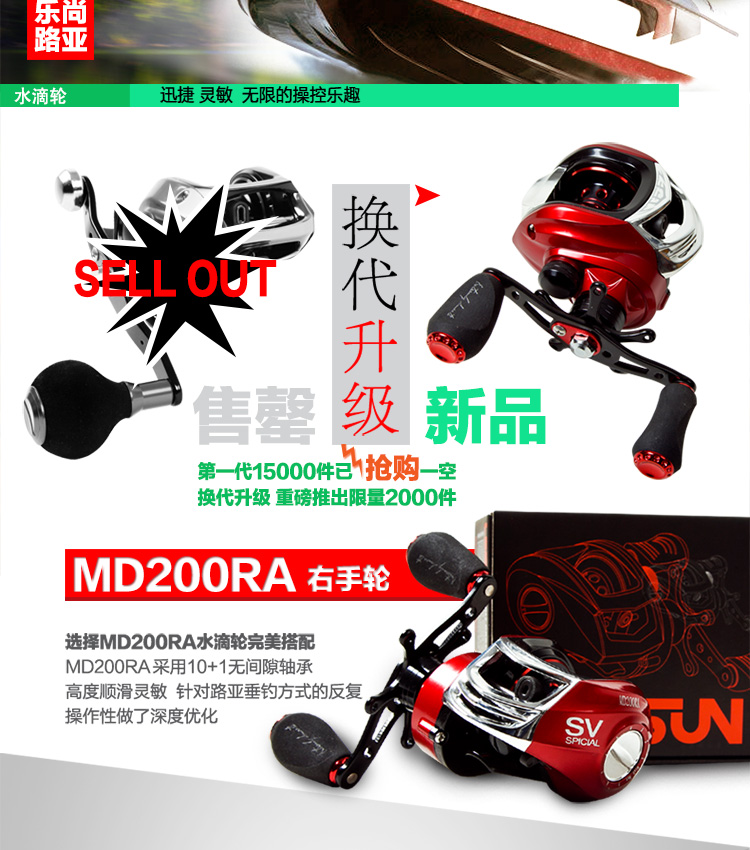 乐尚
路亚
水滴轮
迅捷 灵敏 无限的操控乐趣
SELL OUT
换代升级
售罄
新品
第一代15000件已抢购一空
换代升级 重磅推出限量2000件
MD200RA 右手轮
选择MD200RA水滴轮完美搭配
MD200RA 采用10+1无间隙轴承
高度顺滑灵敏 针对路亚垂钓方式的反复
操作性做了深度优化
SV
SPICIAL
SUN